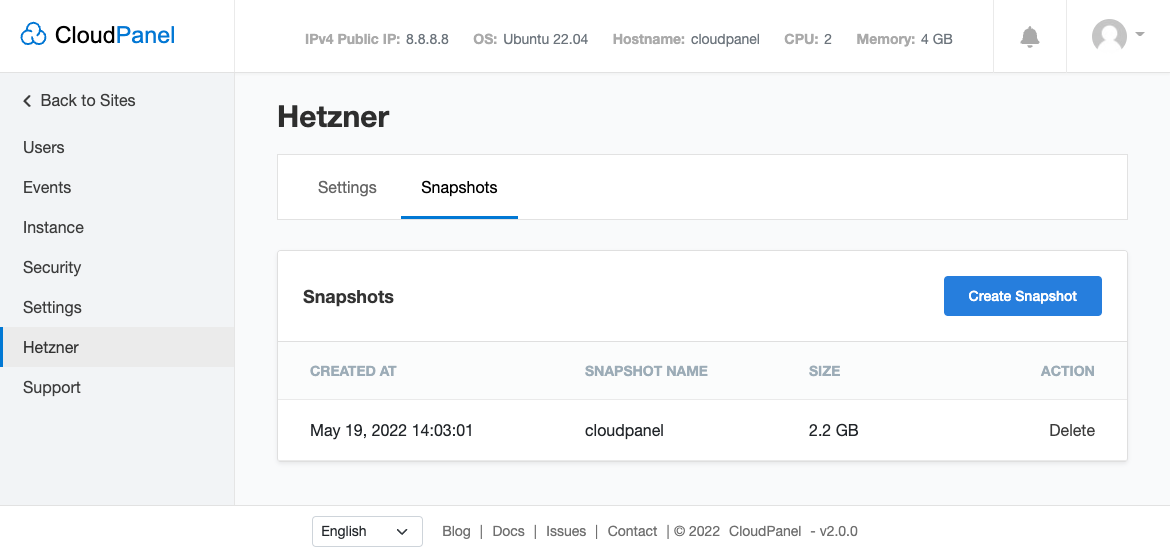 CloudPanel
IPv4 Public IP: 8.8.8.8 OS: Ubuntu 22.04 Hostname: cloudpanel CPU: 2 Memory: 4 GB
Back to Sites
Users
Events
Instance
Security
Settings
Hetzner
Support
Hetzner
Settings Snapshots
Snapshots Create Snapshot
CREATED AT SNAPSHOT NAME SIZE ACTION
May 19, 2022 14:03:01 cloudpanel 2.2 GB Delete
English Blog | Docs | Issues | Contact | © 2022 CloudPanel - v2.0.0